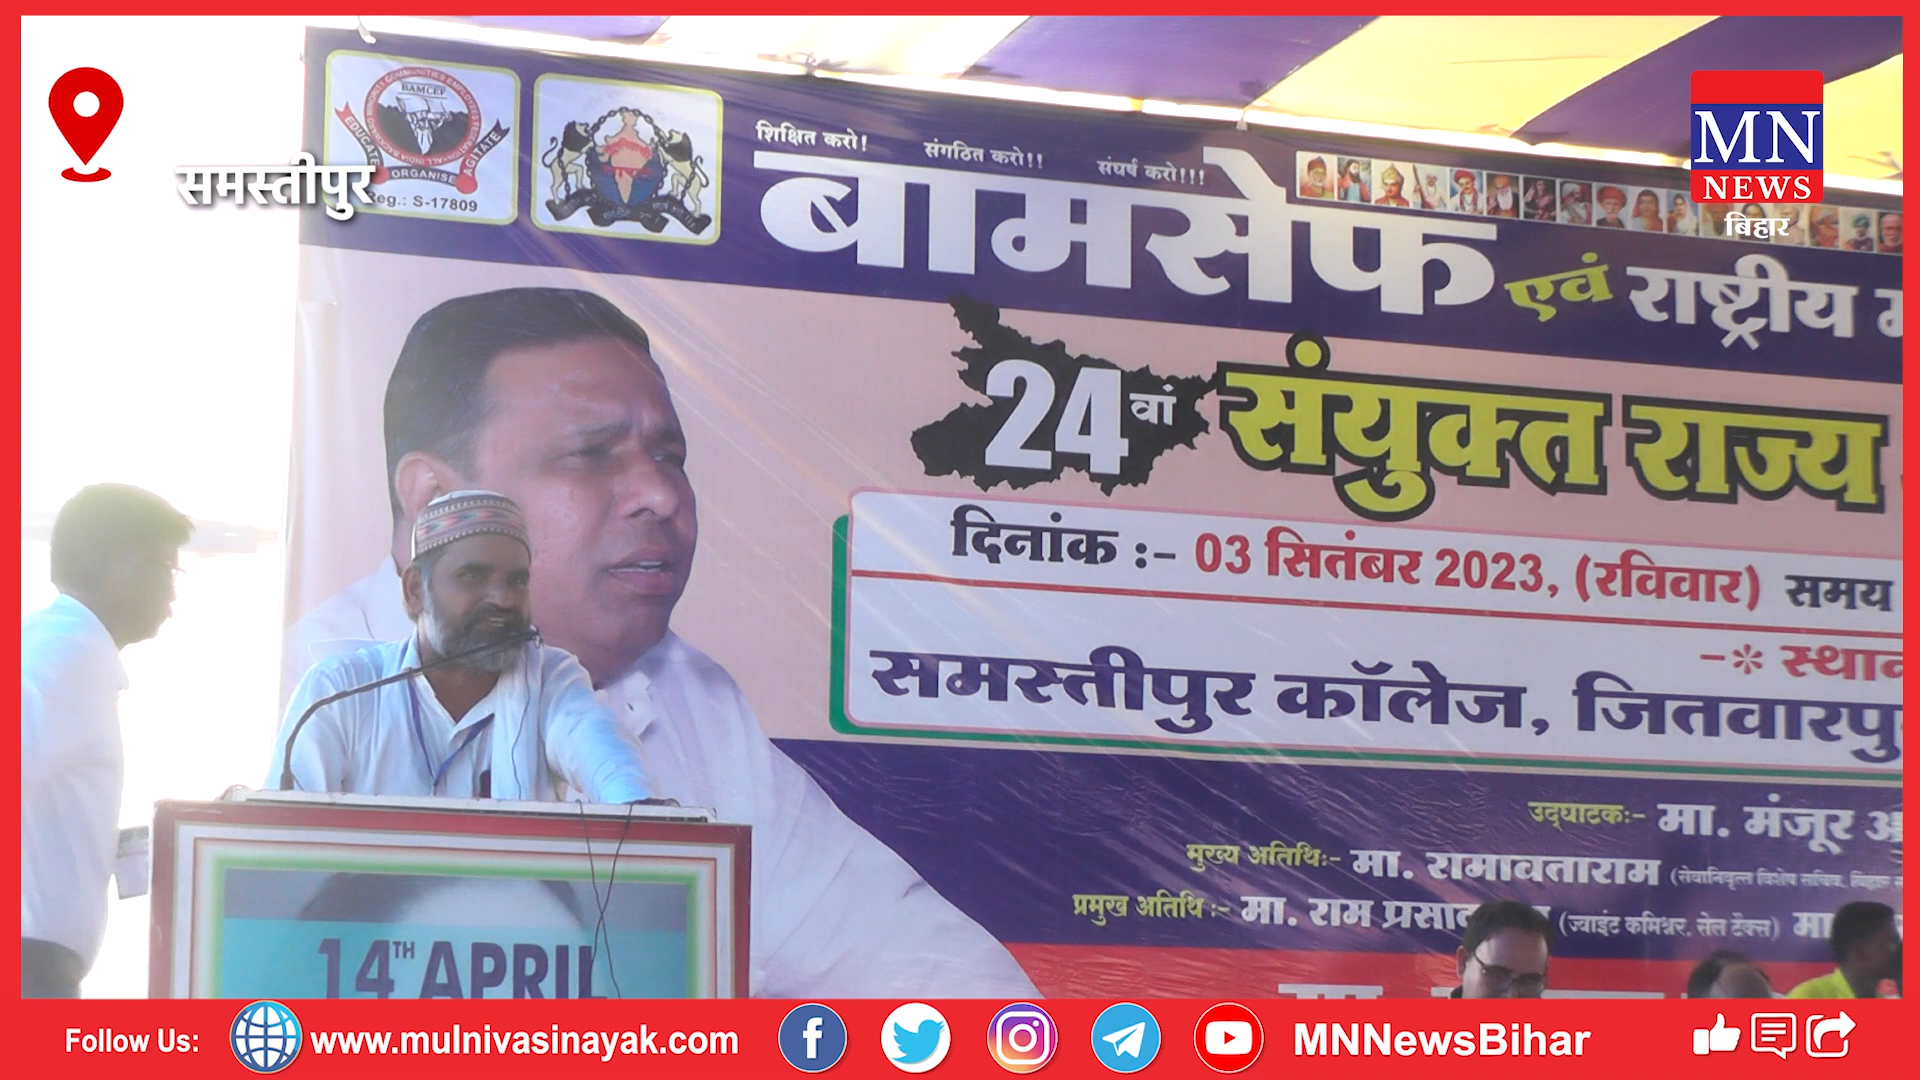 समस्तीपुर
BAMCEF
EDUCATE
ORGANISE
AGITATE
Reg.: S-17809
शिक्षित करो! संगठित करो!! संघर्ष करो!!!
MN
NEWS
बिहार
बामसेफ एवं राष्ट्रीय
24वां संयुक्त राज्य
दिनांक :- 03 सितंबर 2023, (रविवार) समय
-* स्थान
समस्तीपुर कॉलेज, जितवारपु
उद्घाटक:- मा. मंजूर
मुख्य अतिथि:- मा. रामावताराम (सेवानिवृत्त विशेष सचिव, बिहार
प्रमुख अतिथि:- मा. राम प्रसाद (ज्वाइंट कमिश्नर, सेल टैक्स) मा
14TH APRIL
Follow Us: www.mulnivasinayak.com MNNewsBihar